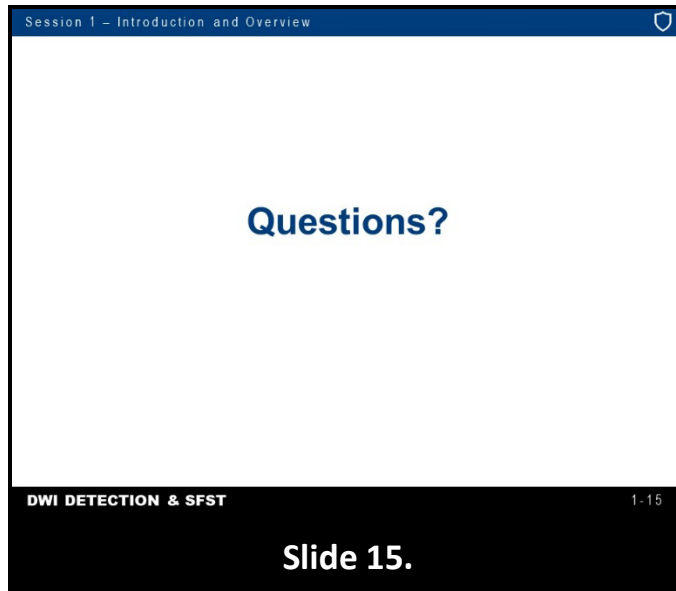 Session 1 – Introduction and Overview
Questions?
DWI DETECTION & SFST
1-15
Slide 15.